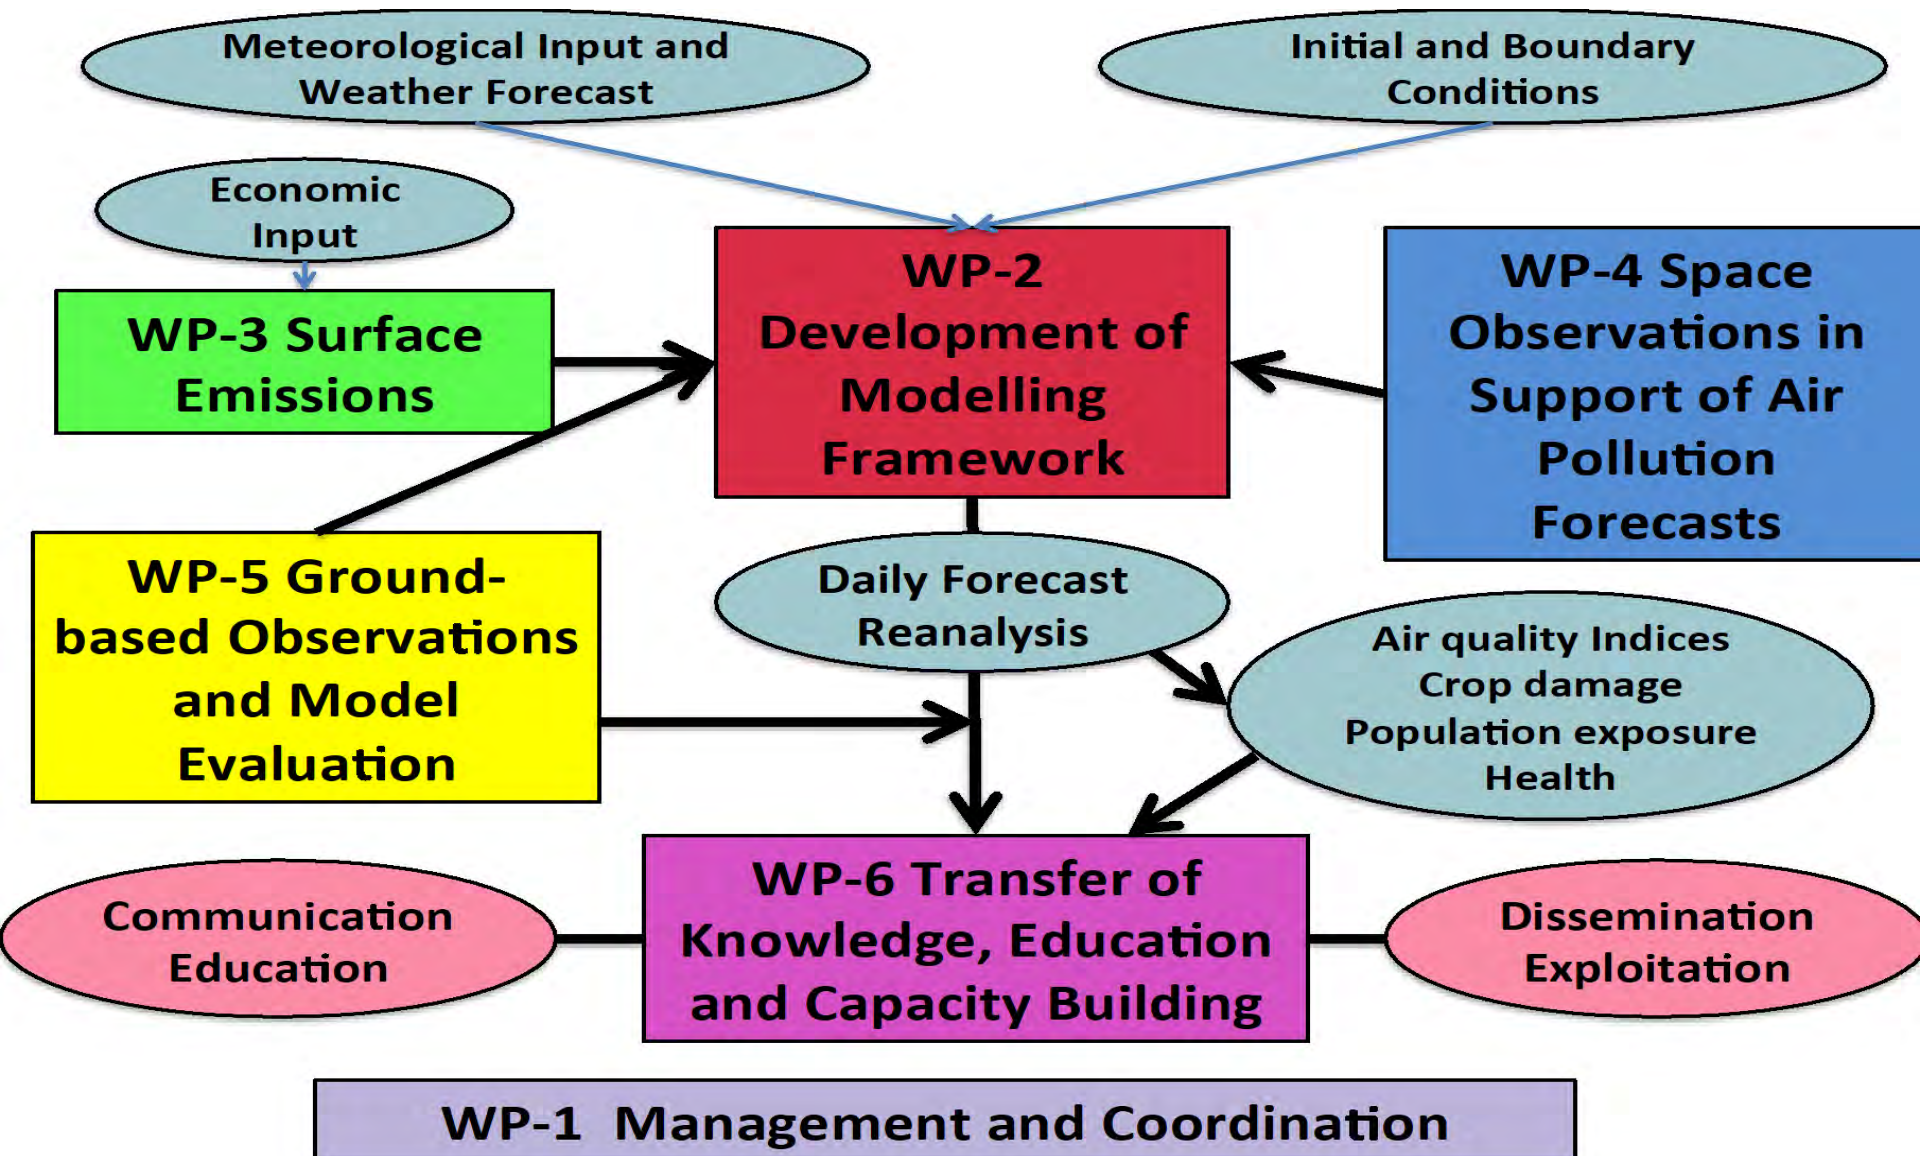 Meteorological Input and
Weather Forecast
Initial and Boundary
Conditions
Economic
Input
WP-3 Surface
Emissions
WP-2
Development of
Modelling
Framework
WP-4 Space
Observations in
Support of Air
Pollution
Forecasts
WP-5 Ground-
based Observations
and Model
Evaluation
Daily Forecast
Reanalysis
Air quality Indices
Crop damage
Population exposure
Health
WP-6 Transfer of
Knowledge, Education
and Capacity Building
Communication
Education
Dissemination
Exploitation
WP-1 Management and Coordination